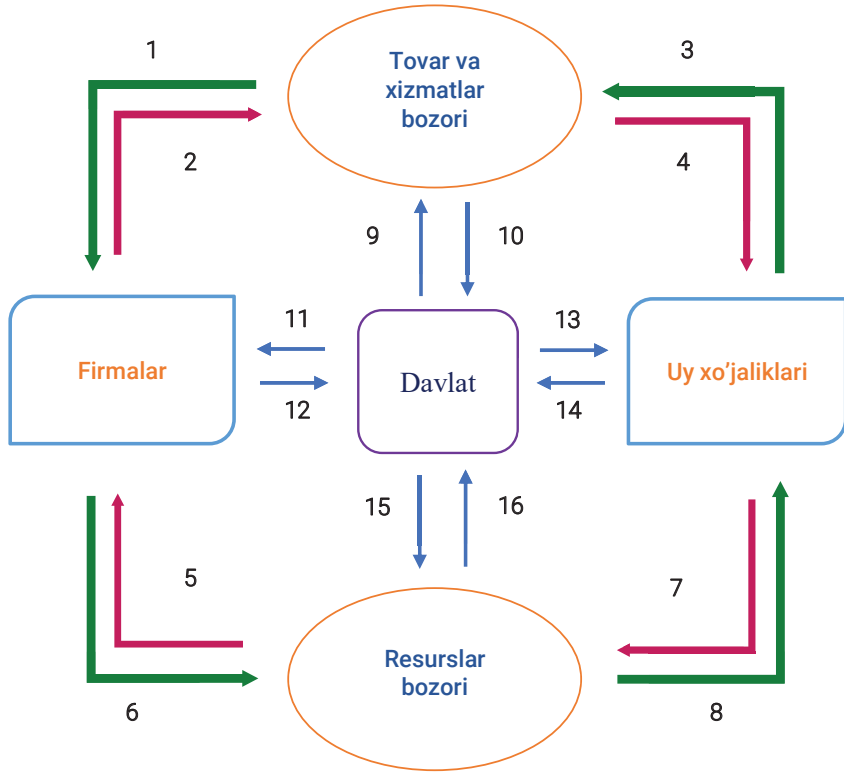 1
Tovar va
xizmatlar
bozori
3
2
4
9
10
11
13
Firmalar
Davlat
Uy xo‘jaliklari
12
14
15
16
5
7
Resurslar
bozori
6
8